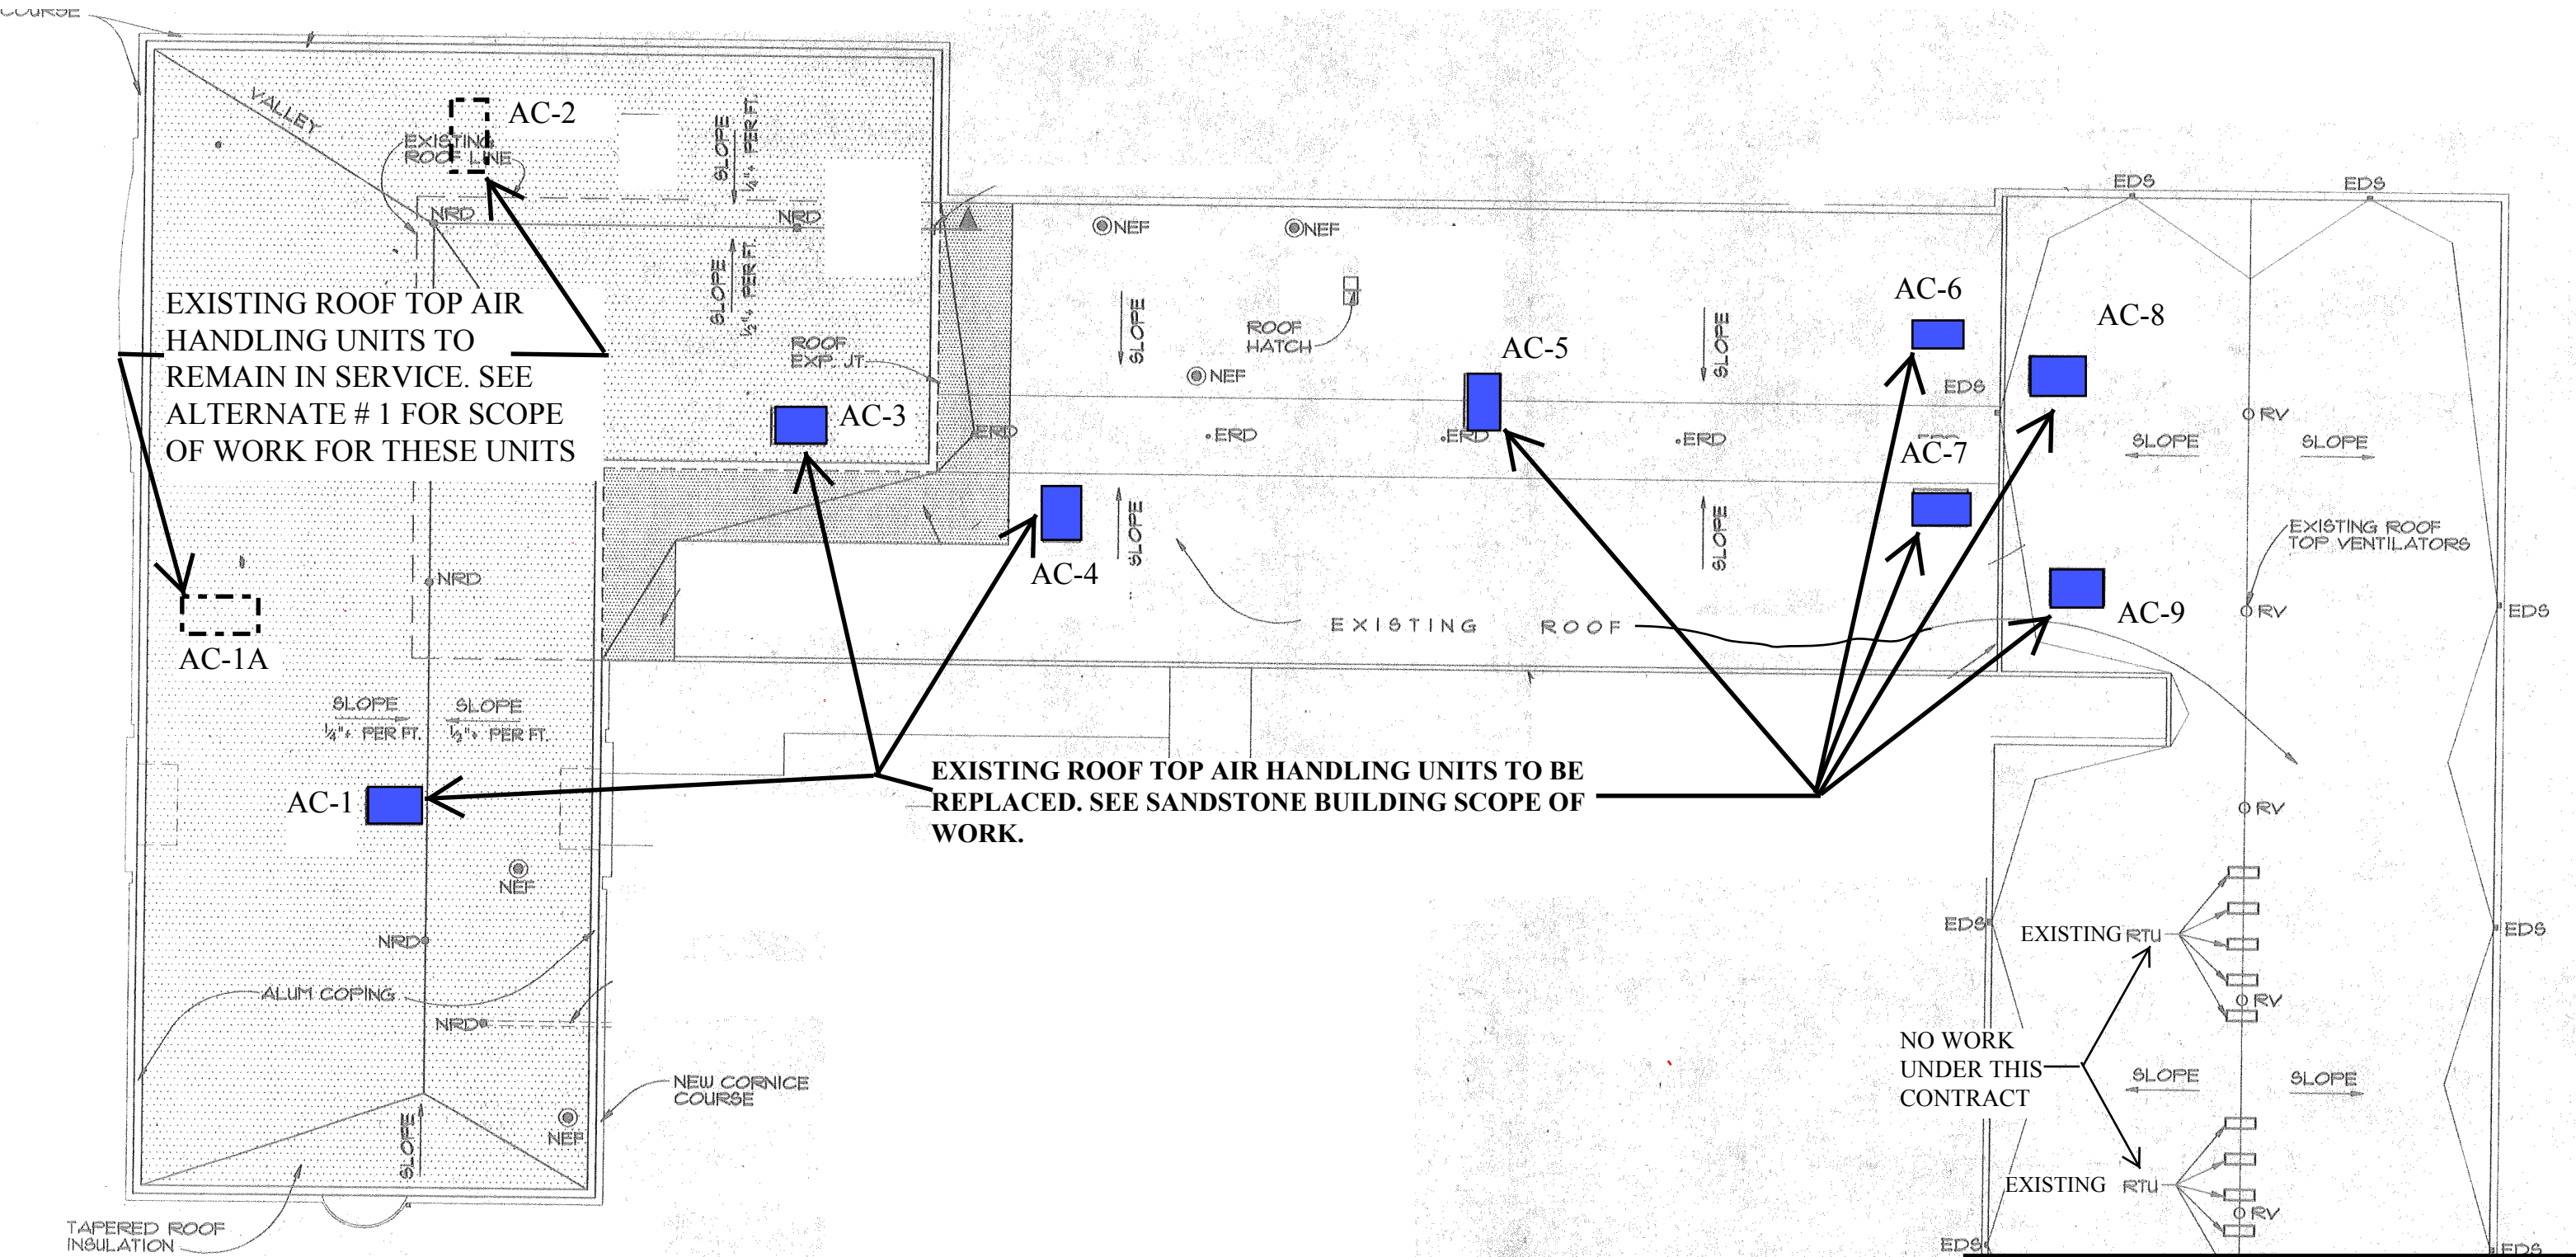 COURSE
VALLEY
AC-2
EXISTING
ROOF LINE
SLOPE
1/4"+ PER FT.
EDS
EDS
NRD
NRD
NEF
NEF
SLOPE
1/2"+ PER FT.
EXISTING ROOF TOP AIR
HANDLING UNITS TO
REMAIN IN SERVICE. SEE
ALTERNATE # 1 FOR SCOPE
OF WORK FOR THESE UNITS
ROOF
EXP. JT.
SLOPE
ROOF
HATCH
NEF
AC-5
SLOPE
AC-6
AC-8
EDS
AC-3
ERD
ERD
ERD
ERD
AC-7
RV
SLOPE
SLOPE
AC-4
SLOPE
SLOPE
EXISTING ROOF
TOP VENTILATORS
NRD
AC-1A
EXISTING ROOF
AC-9
RV
EDS
SLOPE
1/4"+ PER FT.
SLOPE
1/2"+ PER FT.
AC-1
EXISTING ROOF TOP AIR HANDLING UNITS TO BE
REPLACED. SEE SANDSTONE BUILDING SCOPE OF
WORK.
RV
NEF
NRD
EDS
EXISTING RTU
EDS
ALUM COPING
NRD
RV
NO WORK
UNDER THIS
CONTRACT
NEW CORNICE
COURSE
SLOPE
SLOPE
NEF
SLOPE
EXISTING RTU
RV
TAPERED ROOF
INSULATION
EDS
EDS